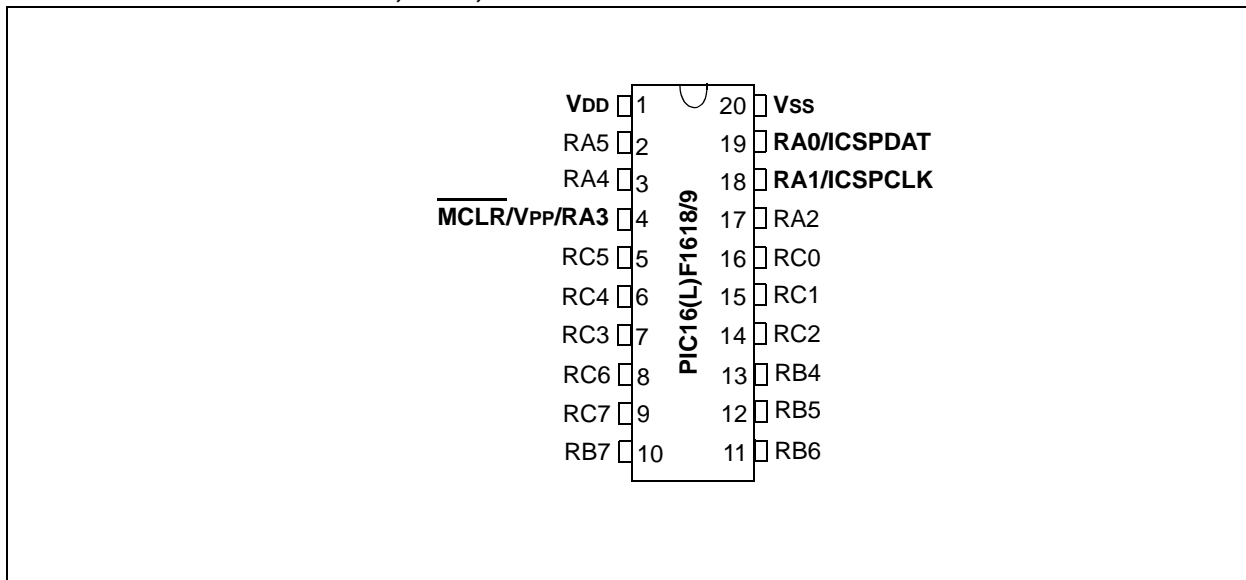 VDD 1 20 VSS
RA5 2 19 RA0/ICSPDAT
RA4 3 18 RA1/ICSPCLK
MCLR/VPP/RA3 4 17 RA2
RC5 5 16 RC0
RC4 6 15 RC1
RC3 7 14 RC2
RC6 8 13 RB4
RC7 9 12 RB5
RB7 10 11 RB6
PIC16(L)F1618/9